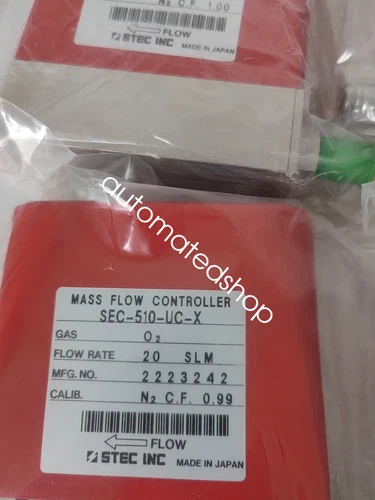 N₂ C.F. 1.00
←FLOW
STEC INC MADE IN JAPAN
automatedshop
MASS FLOW CONTROLLER
SEC-510-UC-X
GAS O₂
FLOW RATE 20 SLM
MFG.NO. 2223242
CALIB. N₂ C.F. 0.99
←FLOW
STEC INC MADE IN JAPAN